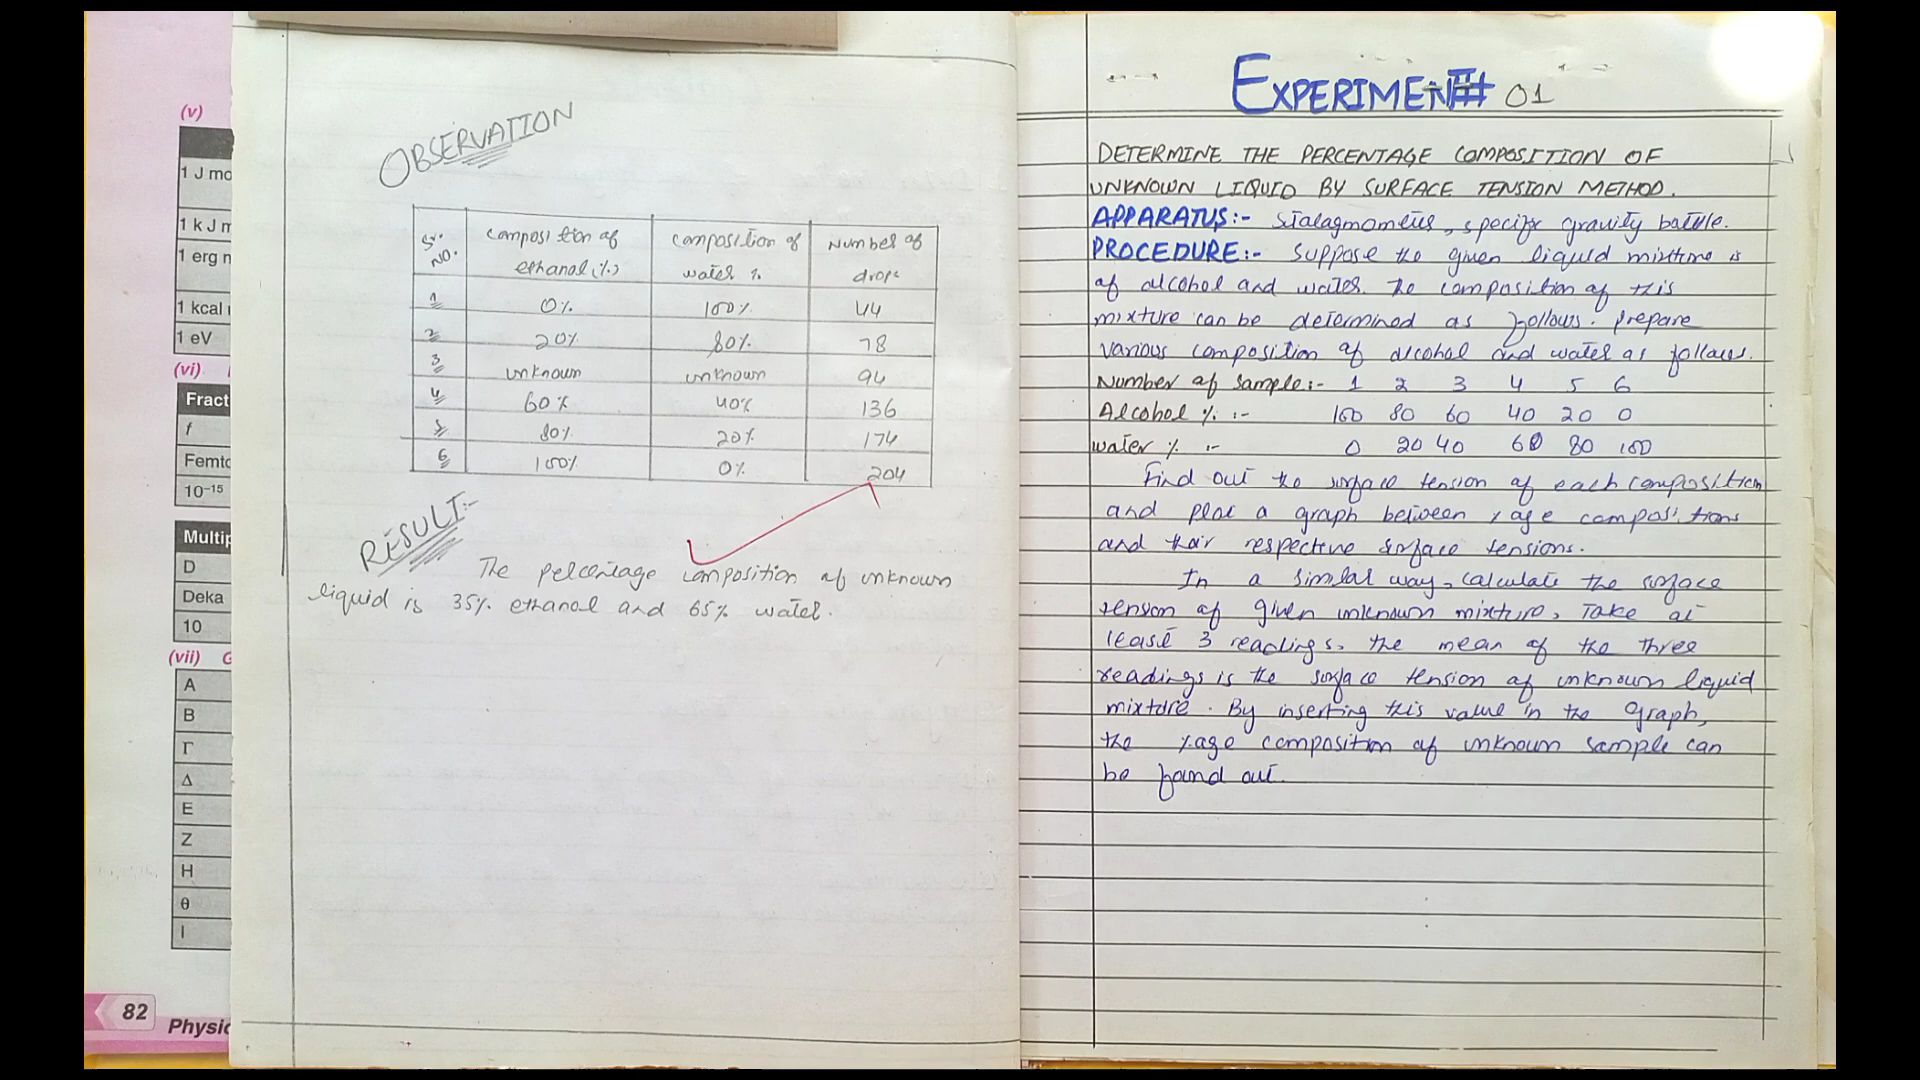 (v)
1 J mo
1 k J m
1 erg n
1 kcal
1 eV
(vi)
Fract
f
Femto
10⁻¹⁵
Multip
D
Deka
10
(vii) G
A
B
Γ
Δ
E
Z
H
θ
I
82
Physic
OBSERVATION
Sr. NO. | Composition of ethanol (%) | Composition of water % | Number of drops
1 | 0% | 100% | 44
2 | 20% | 80% | 78
3 | unknown | unknown | 94
4 | 60% | 40% | 136
5 | 80% | 20% | 174
6 | 100% | 0% | 204
RESULT:-
The percentage composition of unknown
liquid is 35% ethanol and 65% water.
EXPERIMENT# 01
DETERMINE THE PERCENTAGE COMPOSITION OF
UNKNOWN LIQUID BY SURFACE TENSION METHOD.
APPARATUS:- Stalagmometer, specific gravity bottle.
PROCEDURE:- Suppose the given liquid mixture is
of alcohol and water. The composition of this
mixture can be determined as follows. Prepare
various composition of alcohol and water as follows.
Number of sample:- 1 2 3 4 5 6
Alcohol % :- 100 80 60 40 20 0
water % :- 0 20 40 60 80 100
Find out the surface tension of each composition
and plot a graph between %age compositions
and their respective surface tensions.
In a similar way, calculate the surface
tension of given unknown mixture, Take at
least 3 readings. The mean of the three
readings is the surface tension of unknown liquid
mixture. By inserting this value in the graph,
the %age composition of unknown sample can
be found out.